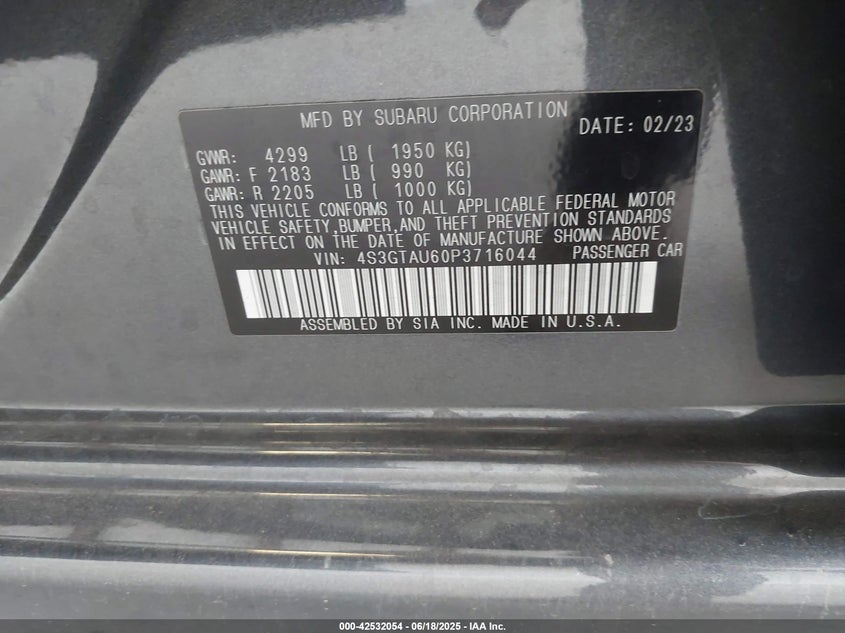 MFD BY SUBARU CORPORATION
DATE: 02/23
GVWR: 4299 LB ( 1950 KG)
GAWR: F 2183 LB ( 990 KG)
GAWR: R 2205 LB ( 1000 KG)
THIS VEHICLE CONFORMS TO ALL APPLICABLE FEDERAL MOTOR
VEHICLE SAFETY,BUMPER,AND THEFT PREVENTION STANDARDS
IN EFFECT ON THE DATE OF MANUFACTURE SHOWN ABOVE.
VIN: 4S3GTAU60P3716044 PASSENGER CAR
ASSEMBLED BY SIA INC. MADE IN U.S.A.
000-42532054 - 06/18/2025 - IAA Inc.